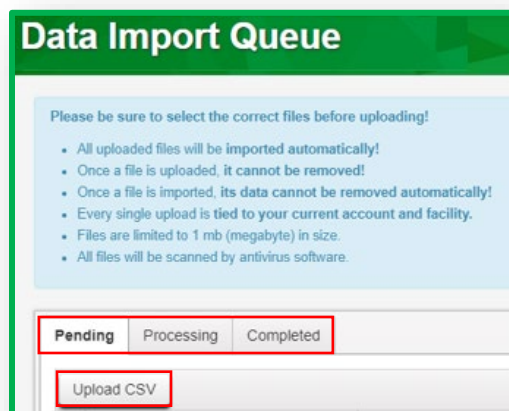 Data Import Queue
Please be sure to select the correct files before uploading!
• All uploaded files will be imported automatically!
• Once a file is uploaded, it cannot be removed!
• Once a file is imported, its data cannot be removed automatically!
• Every single upload is tied to your current account and facility.
• Files are limited to 1 mb (megabyte) in size.
• All files will be scanned by antivirus software.
Pending Processing Completed
Upload CSV